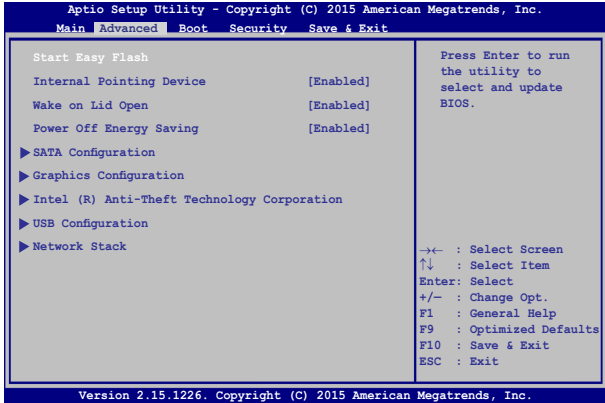 Aptio Setup Utility - Copyright (C) 2015 American Megatrends, Inc.
Main Advanced Boot Security Save & Exit
Start Easy Flash
Internal Pointing Device [Enabled]
Wake on Lid Open [Enabled]
Power Off Energy Saving [Enabled]
SATA Configuration
Graphics Configuration
Intel (R) Anti-Theft Technology Corporation
USB Configuration
Network Stack
Press Enter to run
the utility to
select and update
BIOS.
→← : Select Screen
↑↓ : Select Item
Enter: Select
+/— : Change Opt.
F1 : General Help
F9 : Optimized Defaults
F10 : Save & Exit
ESC : Exit
Version 2.15.1226. Copyright (C) 2015 American Megatrends, Inc.